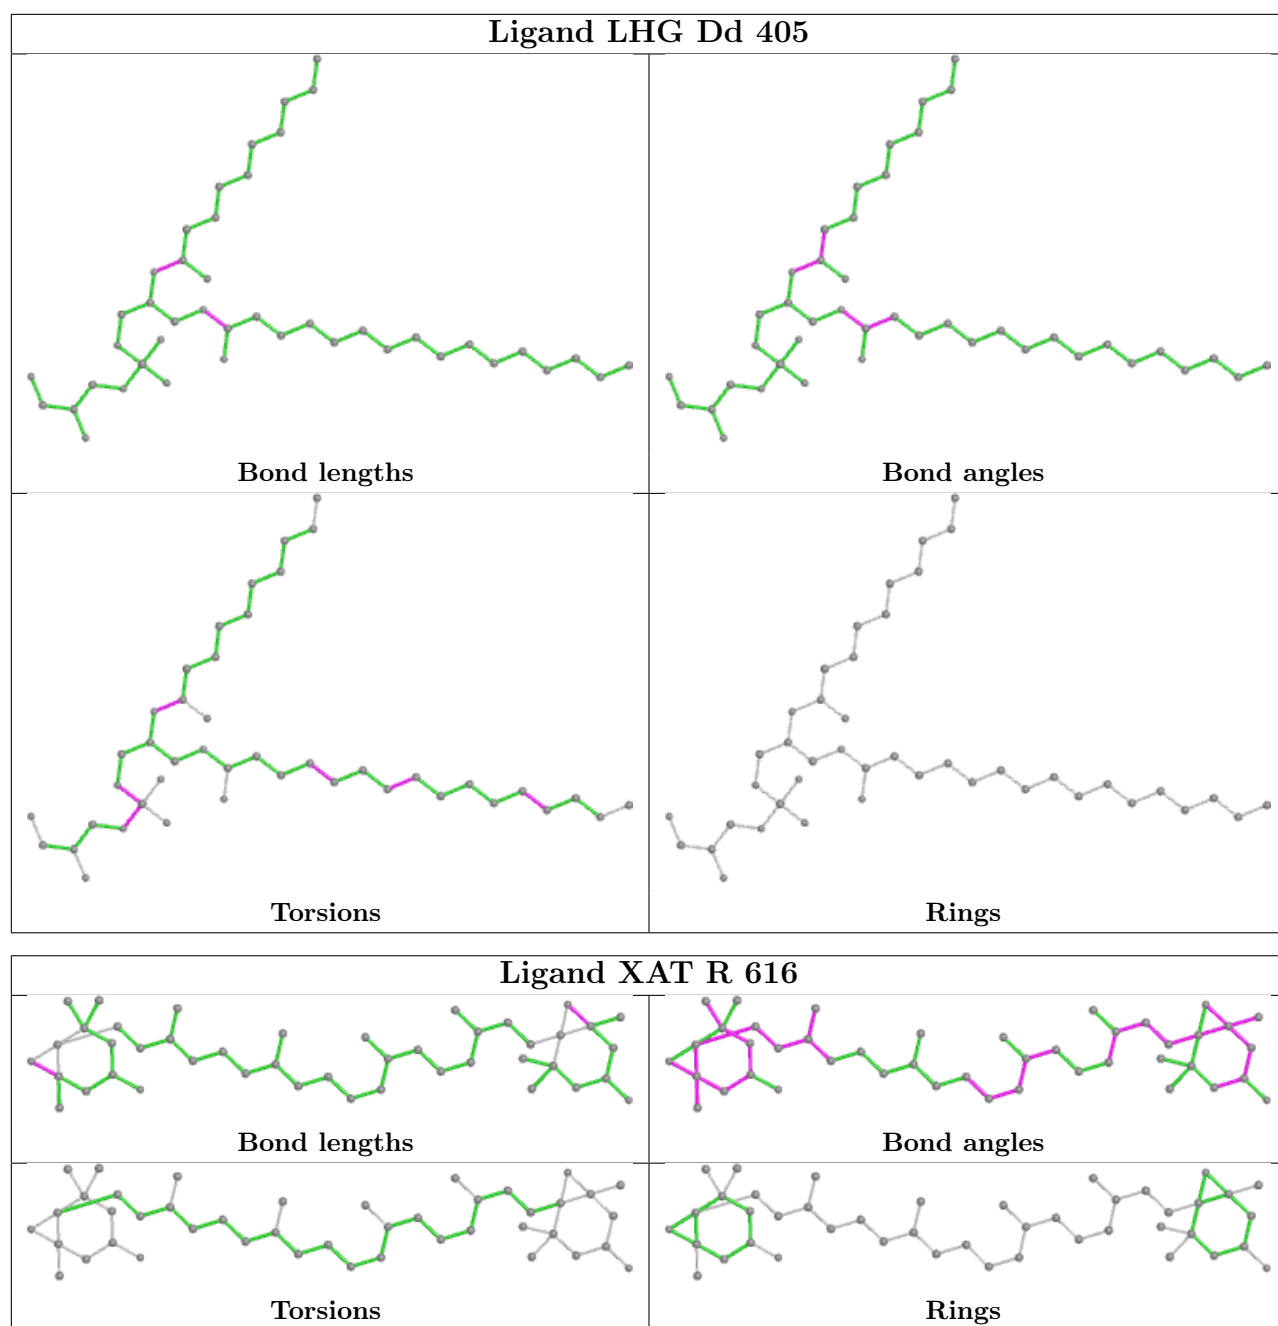 Ligand LHG Dd 405
Bond lengths
Bond angles
Torsions
Rings
Ligand XAT R 616
Bond lengths
Bond angles
Torsions
Rings